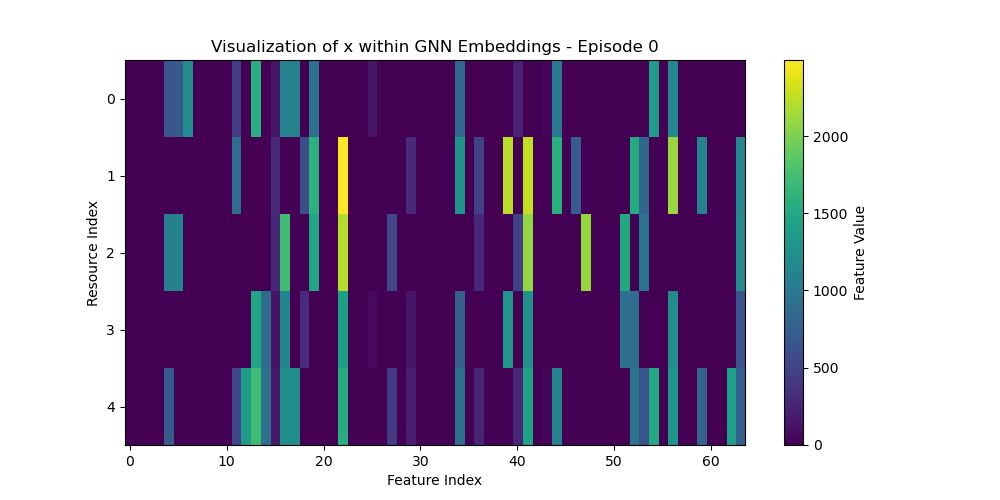 Visualization of x within GNN Embeddings - Episode 0
Resource Index
0
1
2
3
4
0 10 20 30 40 50 60
Feature Index
2000
1500
1000
500
0
Feature Value